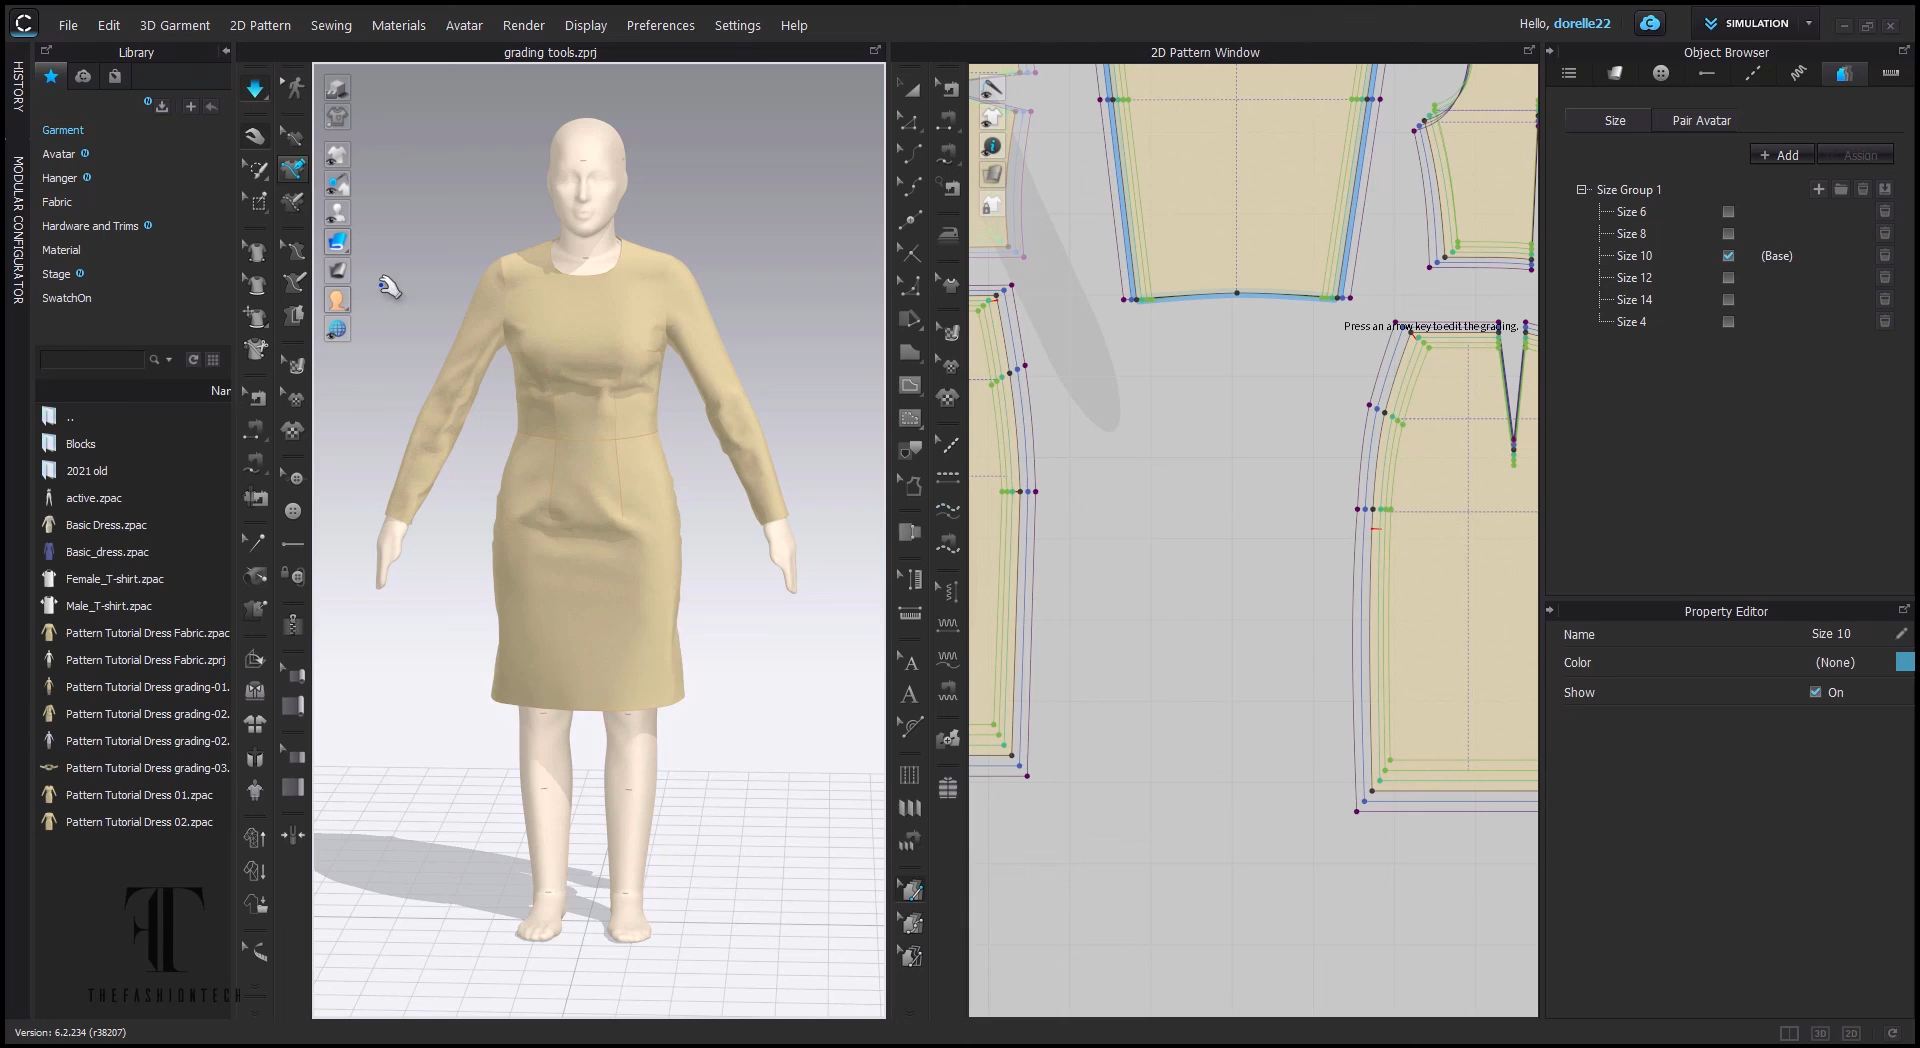 File Edit 3D Garment 2D Pattern Sewing Materials Avatar Render Display Preferences Settings Help
Hello, dorelle22
SIMULATION
HISTORY
MODULAR CONFIGURATOR
Library
Garment
Avatar N
Hanger N
Fabric
Hardware and Trims N
Material
Stage N
SwatchOn
Nar
..
Blocks
2021 old
active.zpac
Basic Dress.zpac
Basic_dress.zpac
Female_T-shirt.zpac
Male_T-shirt.zpac
Pattern Tutorial Dress Fabric.zpac
Pattern Tutorial Dress Fabric.zprj
Pattern Tutorial Dress grading-01.
Pattern Tutorial Dress grading-02.
Pattern Tutorial Dress grading-02.
Pattern Tutorial Dress grading-03.
Pattern Tutorial Dress 01.zpac
Pattern Tutorial Dress 02.zpac
THEFASHIONTECH
Version: 6.2.234 (r38207)
grading tools.zprj
2D Pattern Window
Press an arrow key to edit the grading.
Object Browser
Size
Pair Avatar
+ Add
Assign
Size Group 1
Size 6
Size 8
Size 10 (Base)
Size 12
Size 14
Size 4
Property Editor
Name Size 10
Color (None)
Show On
3D
2D